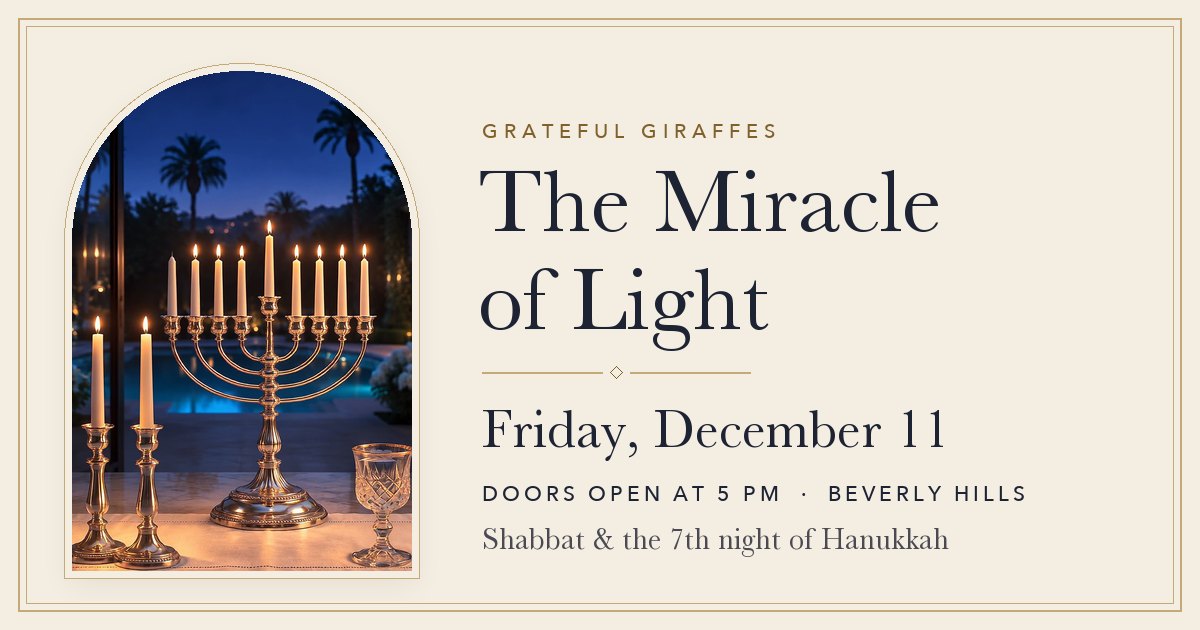 GRATEFUL GIRAFFES
The Miracle
of Light
Friday, December 11
DOORS OPEN AT 5 PM · BEVERLY HILLS
Shabbat & the 7th night of Hanukkah